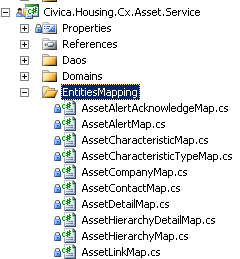 Civica.Housing.Cx.Asset.Service
Properties
References
Daos
Domains
EntitiesMapping
AssetAlertAcknowledgeMap.cs
AssetAlertMap.cs
AssetCharacteristicMap.cs
AssetCharacteristicTypeMap.cs
AssetCompanyMap.cs
AssetContactMap.cs
AssetDetailMap.cs
AssetHierarchyDetailMap.cs
AssetHierarchyMap.cs
AssetLinkMap.cs